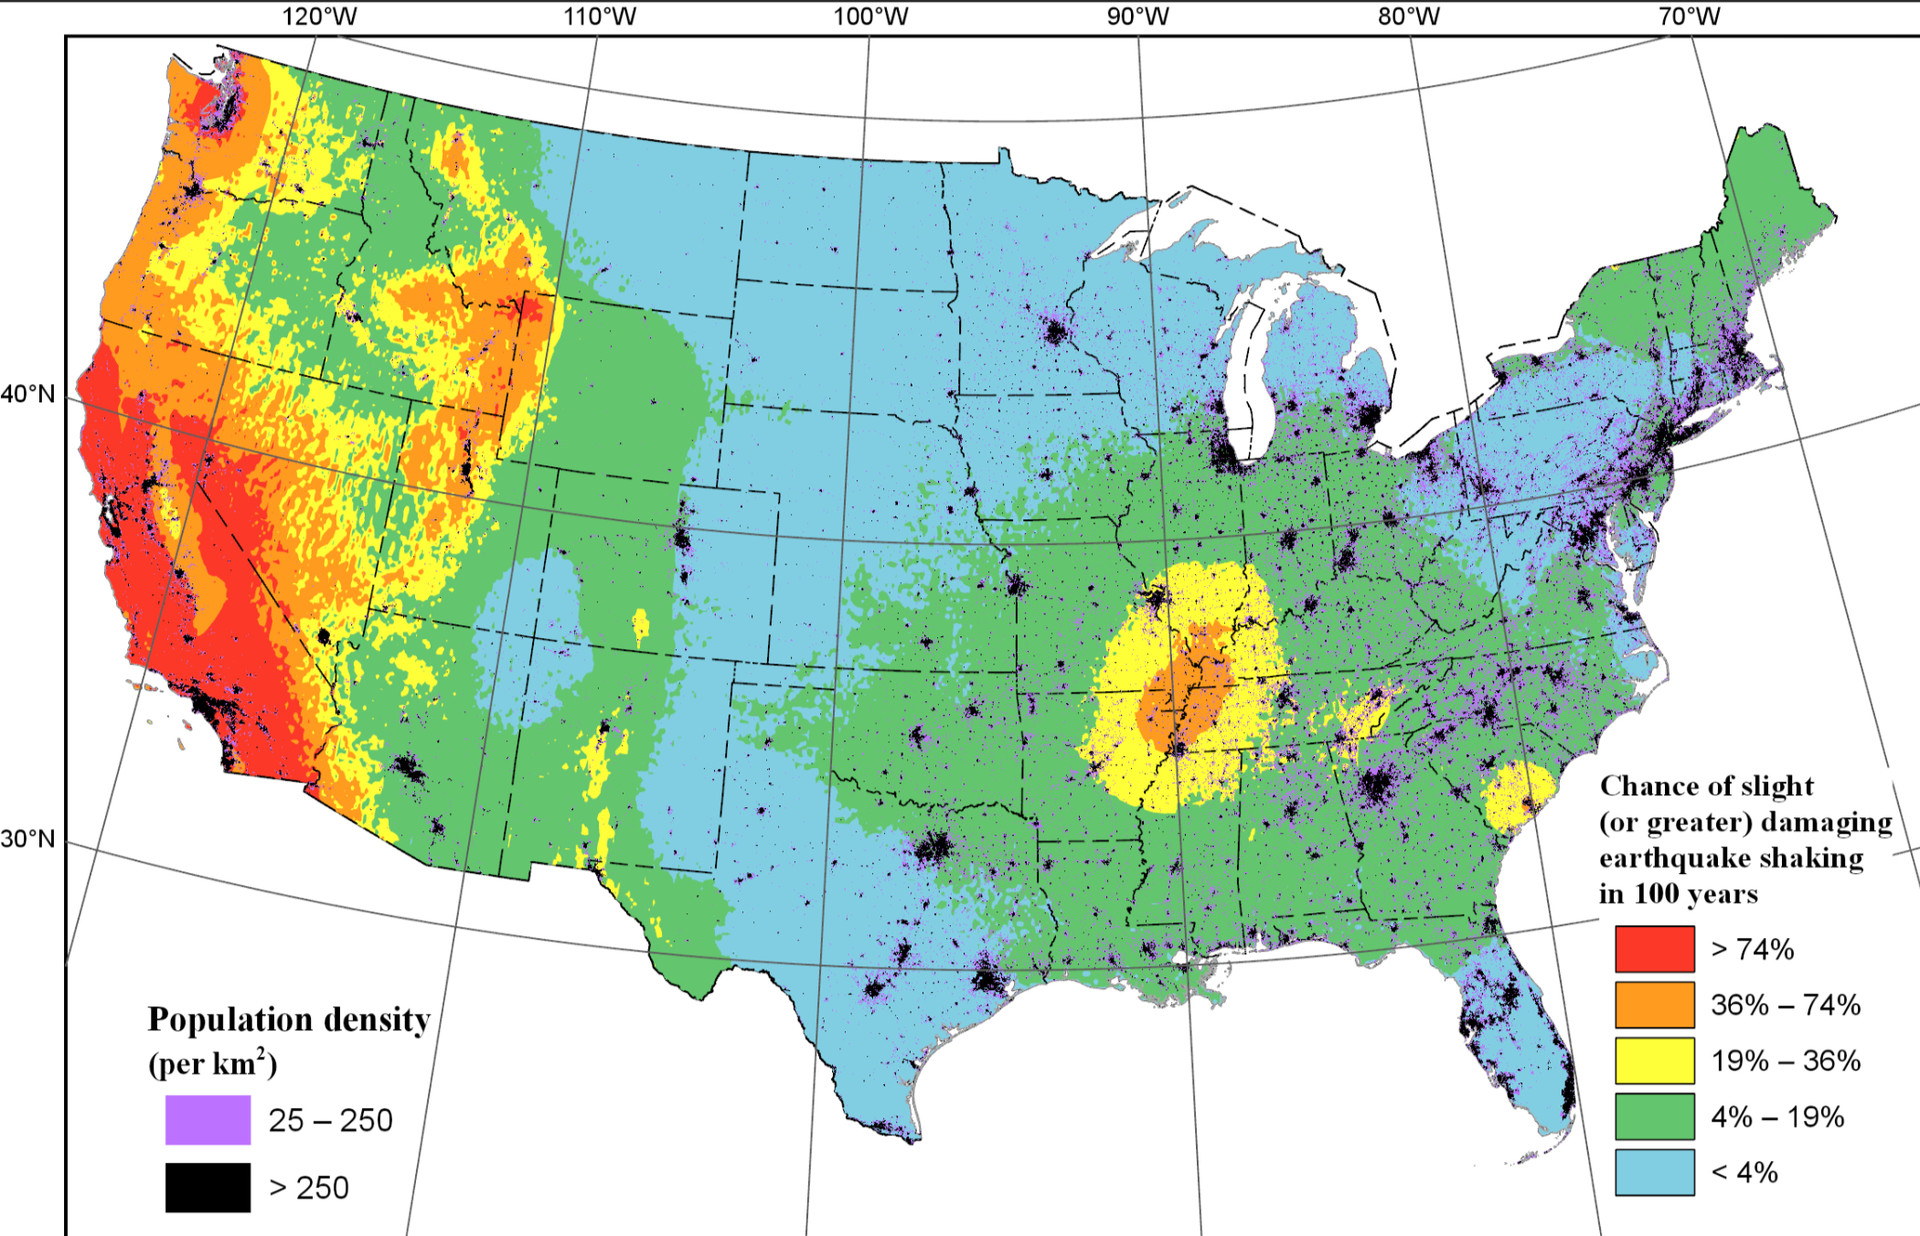 120°W 110°W 100°W 90°W 80°W 70°W
40°N
30°N
Chance of slight
(or greater) damaging
earthquake shaking
in 100 years
> 74%
36% – 74%
19% – 36%
4% – 19%
< 4%
Population density
(per km²)
25 – 250
> 250